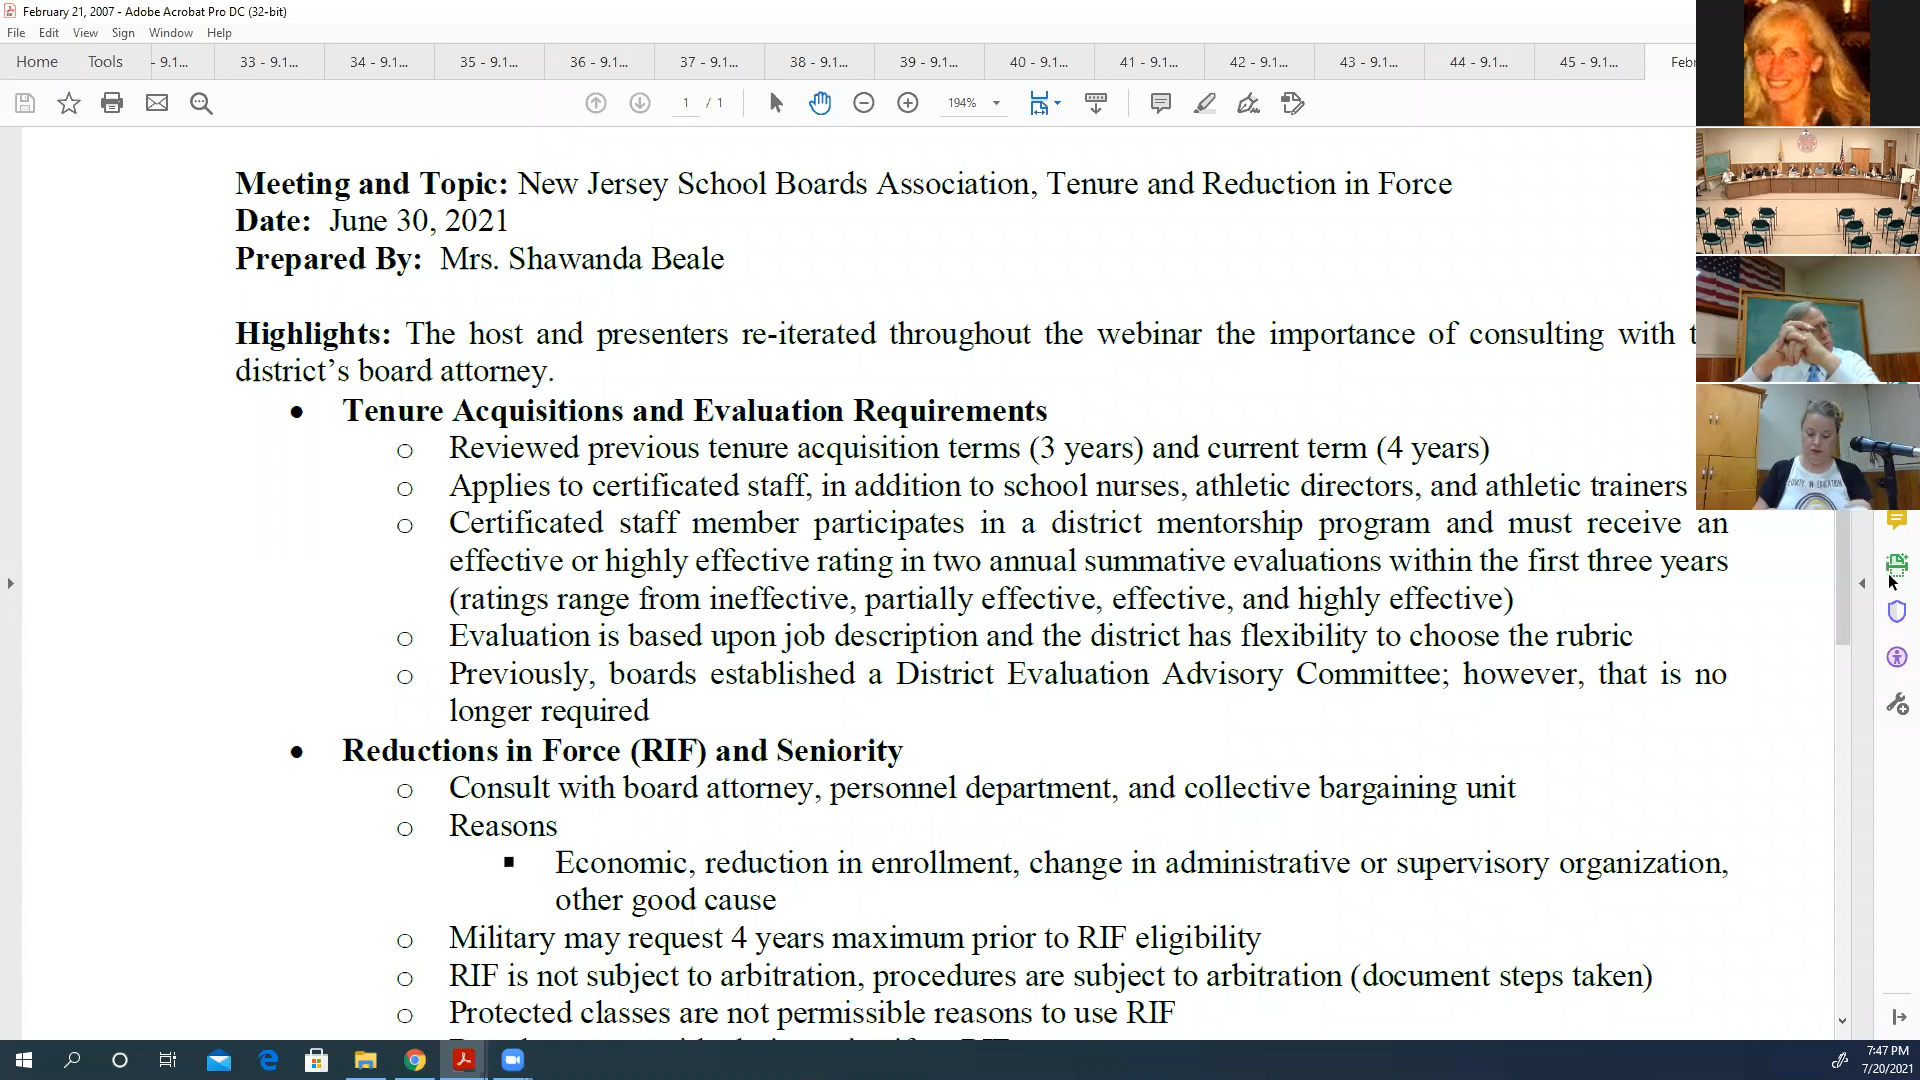 February 21, 2007 - Adobe Acrobat Pro DC (32-bit)
File Edit View Sign Window Help
Home Tools - 9.1... 33 - 9.1... 34 - 9.1... 35 - 9.1... 36 - 9.1... 37 - 9.1... 38 - 9.1... 39 - 9.1... 40 - 9.1... 41 - 9.1... 42 - 9.1... 43 - 9.1... 44 - 9.1... 45 - 9.1... Febr
1 / 1 194%
Meeting and Topic: New Jersey School Boards Association, Tenure and Reduction in Force
Date: June 30, 2021
Prepared By: Mrs. Shawanda Beale
Highlights: The host and presenters re-iterated throughout the webinar the importance of consulting with t
district's board attorney.
• Tenure Acquisitions and Evaluation Requirements
o Reviewed previous tenure acquisition terms (3 years) and current term (4 years)
o Applies to certificated staff, in addition to school nurses, athletic directors, and athletic trainers
o Certificated staff member participates in a district mentorship program and must receive an
effective or highly effective rating in two annual summative evaluations within the first three years
(ratings range from ineffective, partially effective, effective, and highly effective)
o Evaluation is based upon job description and the district has flexibility to choose the rubric
o Previously, boards established a District Evaluation Advisory Committee; however, that is no
longer required
• Reductions in Force (RIF) and Seniority
o Consult with board attorney, personnel department, and collective bargaining unit
o Reasons
▪ Economic, reduction in enrollment, change in administrative or supervisory organization,
other good cause
o Military may request 4 years maximum prior to RIF eligibility
o RIF is not subject to arbitration, procedures are subject to arbitration (document steps taken)
o Protected classes are not permissible reasons to use RIF
7:47 PM
7/20/2021